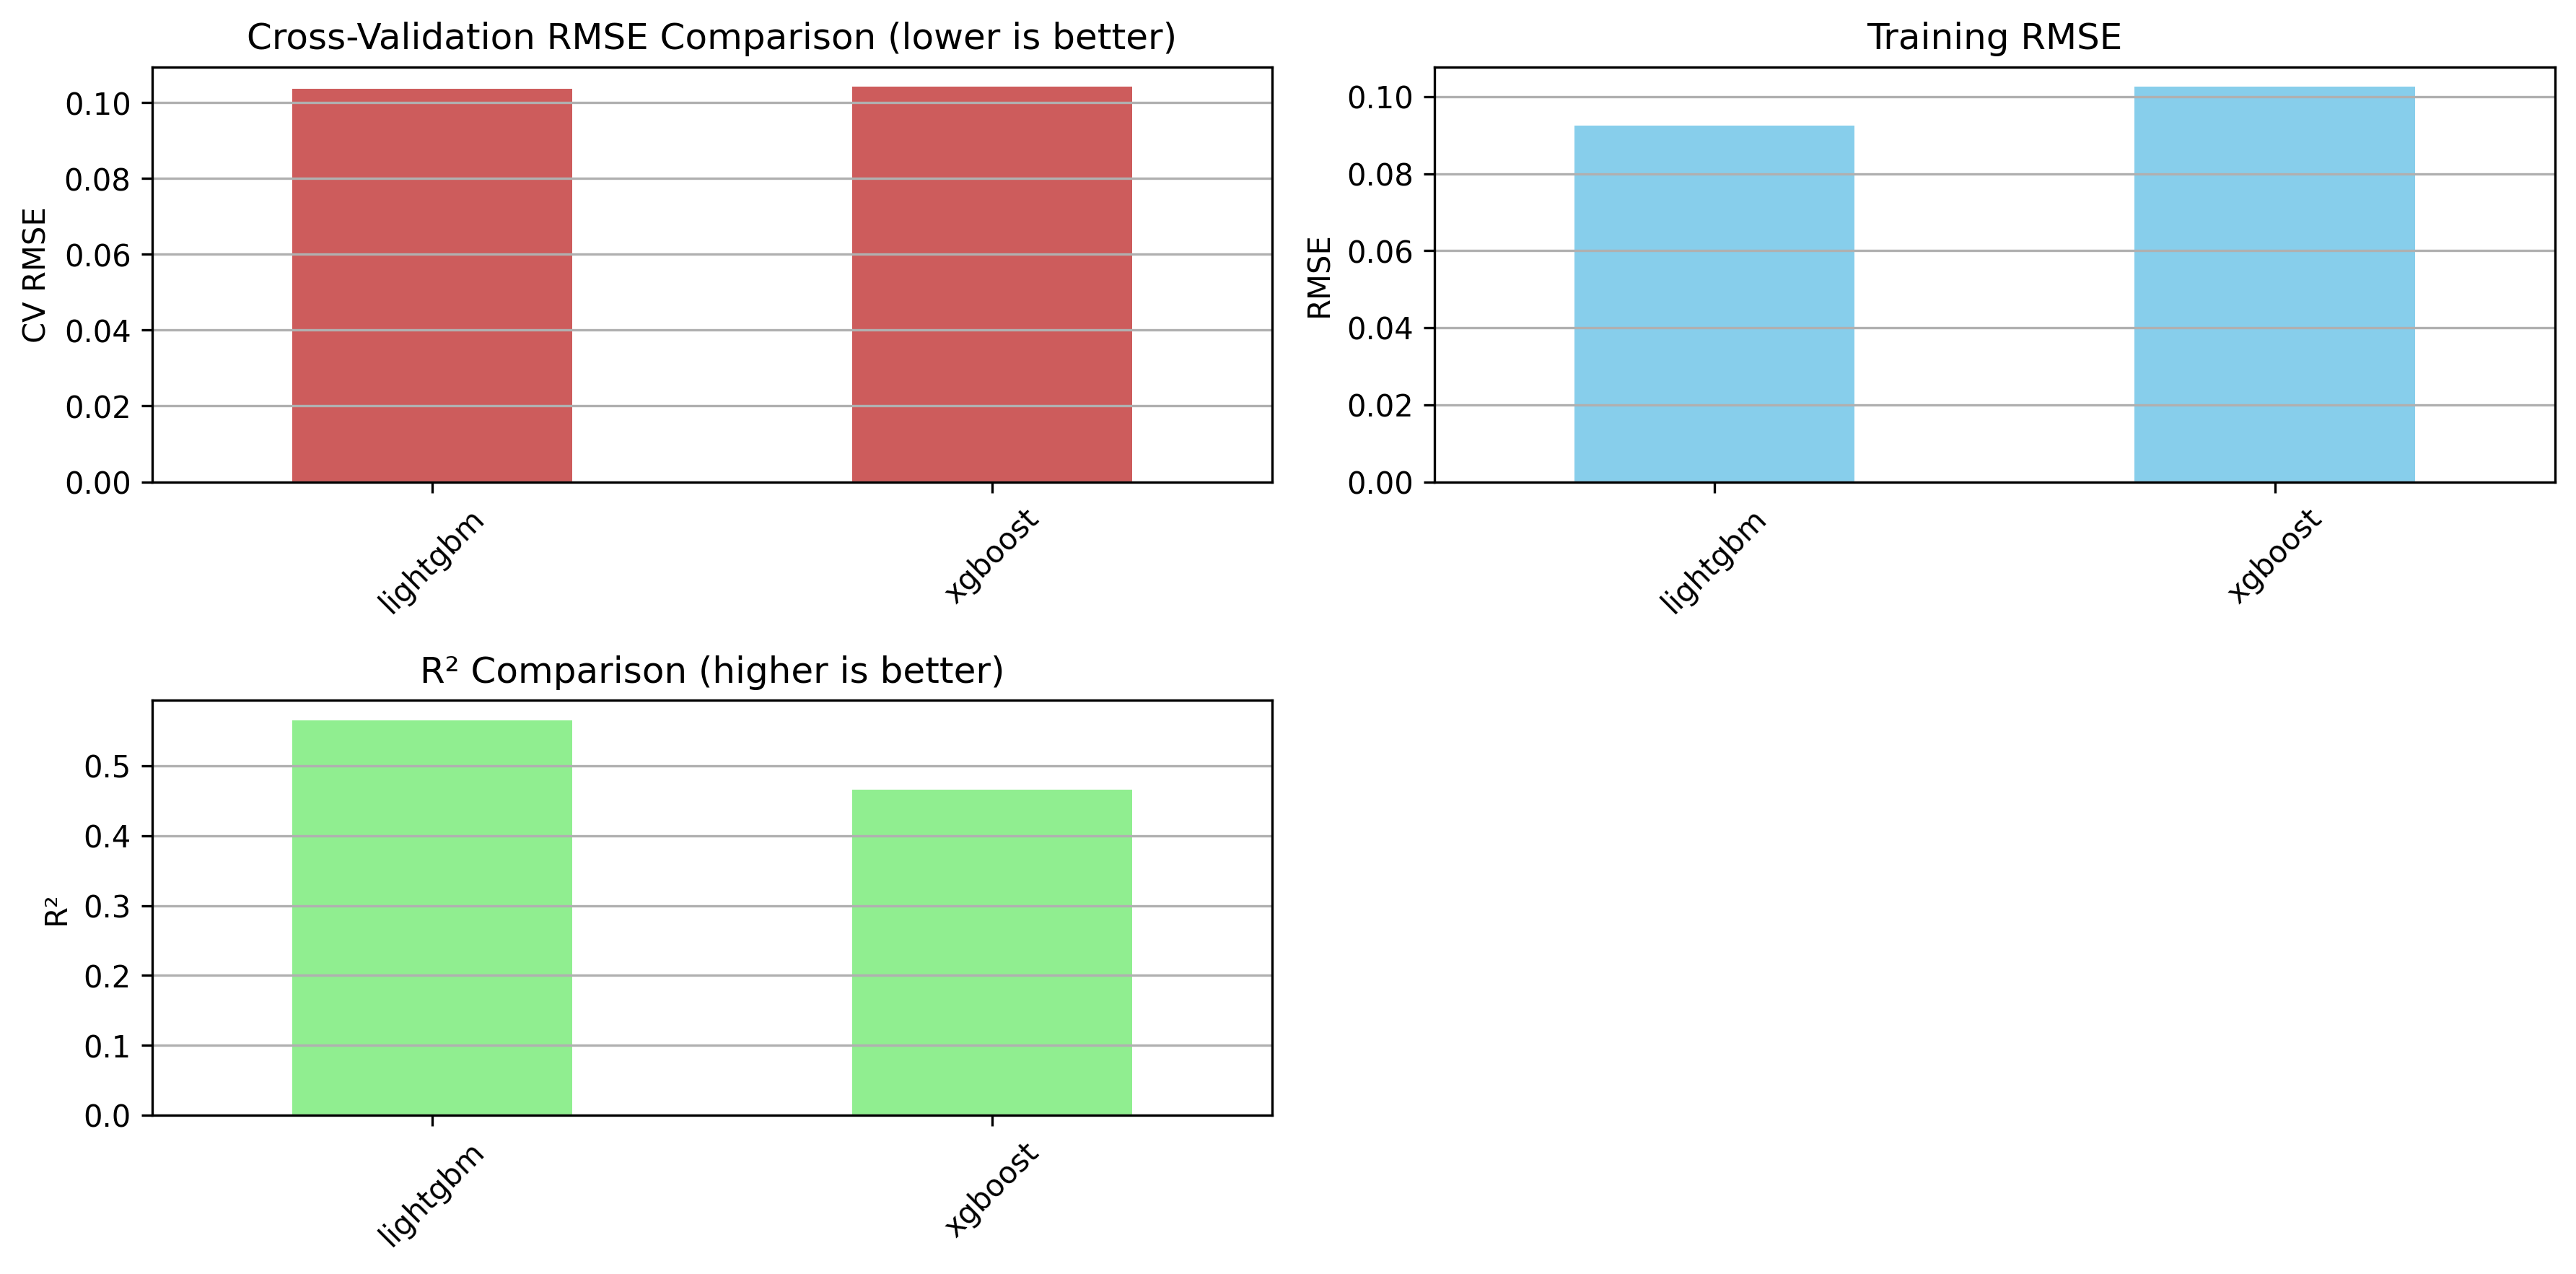 Cross-Validation RMSE Comparison (lower is better)
CV RMSE
0.10
0.08
0.06
0.04
0.02
0.00
lightgbm
xgboost
Training RMSE
RMSE
0.10
0.08
0.06
0.04
0.02
0.00
lightgbm
xgboost
R² Comparison (higher is better)
R²
0.5
0.4
0.3
0.2
0.1
0.0
lightgbm
xgboost